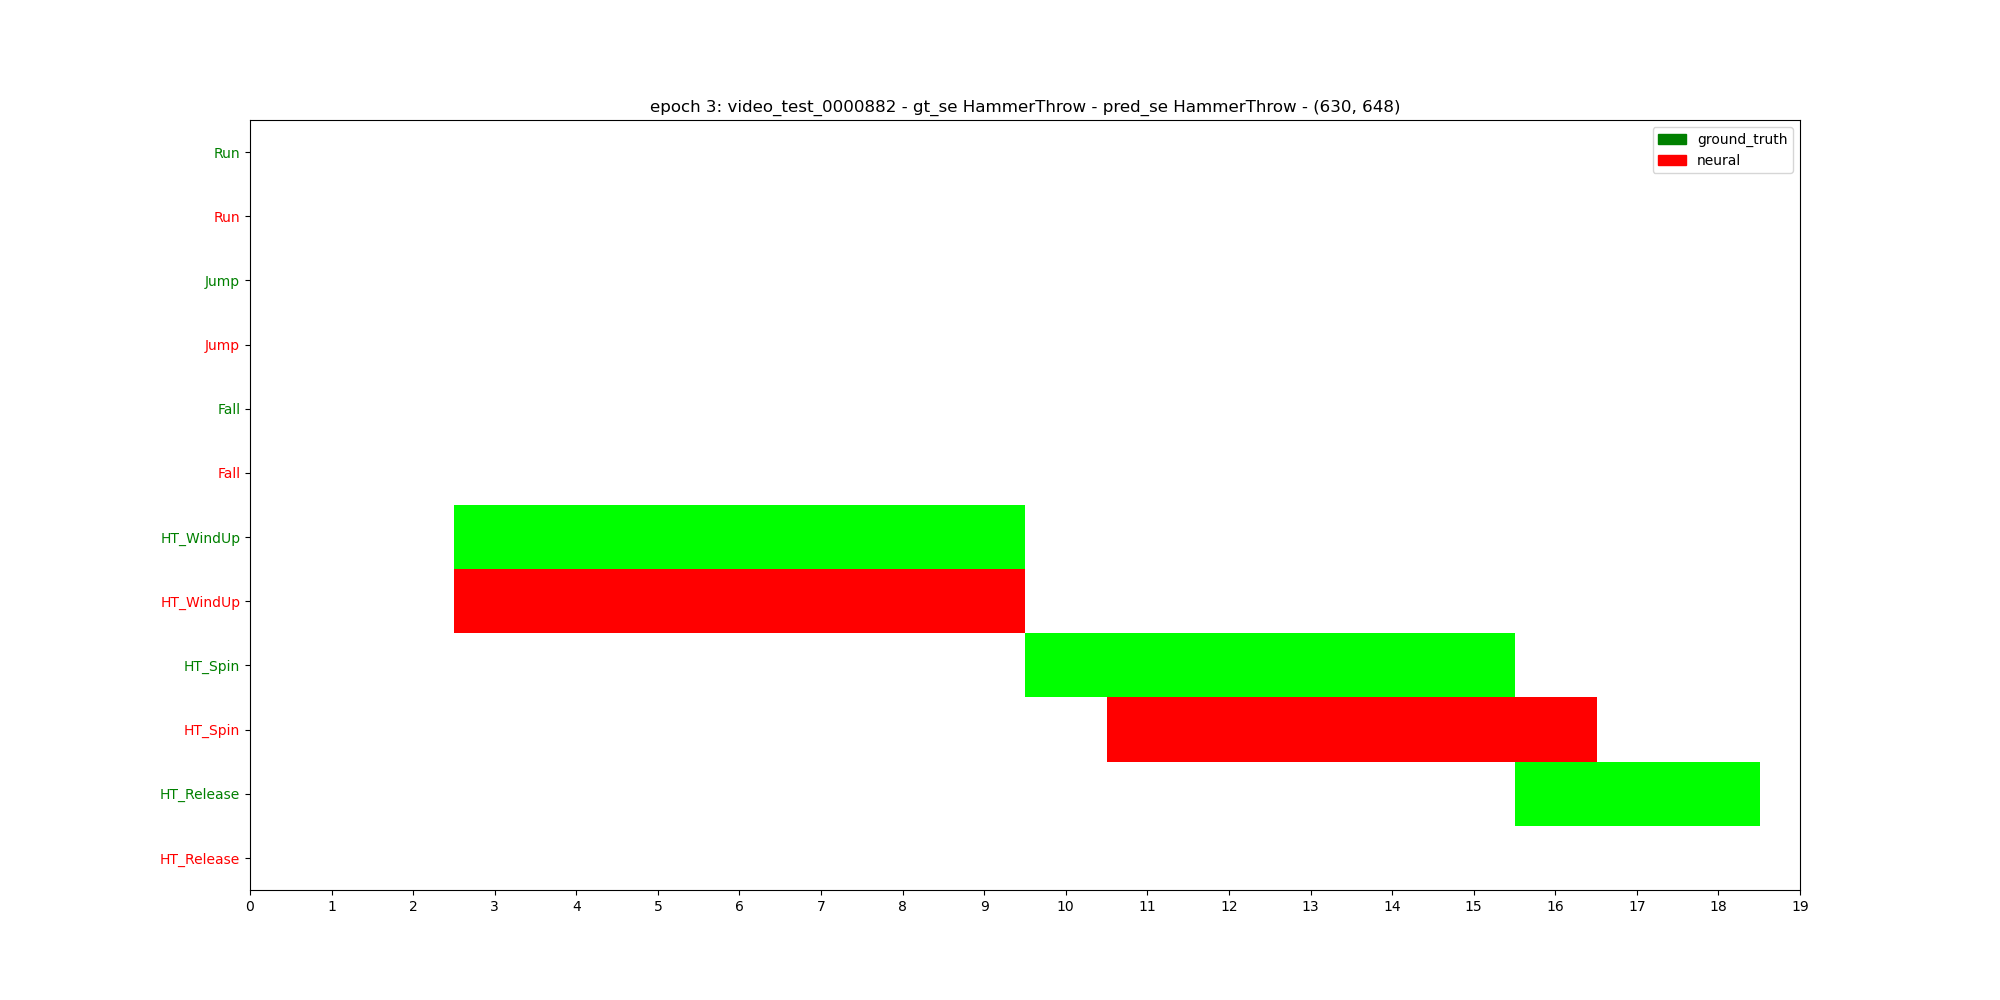 epoch 3: video_test_0000882 - gt_se HammerThrow - pred_se HammerThrow - (630, 648)
ground_truth
neural
Run
Run
Jump
Jump
Fall
Fall
HT_WindUp
HT_WindUp
HT_Spin
HT_Spin
HT_Release
HT_Release
0 1 2 3 4 5 6 7 8 9 10 11 12 13 14 15 16 17 18 19